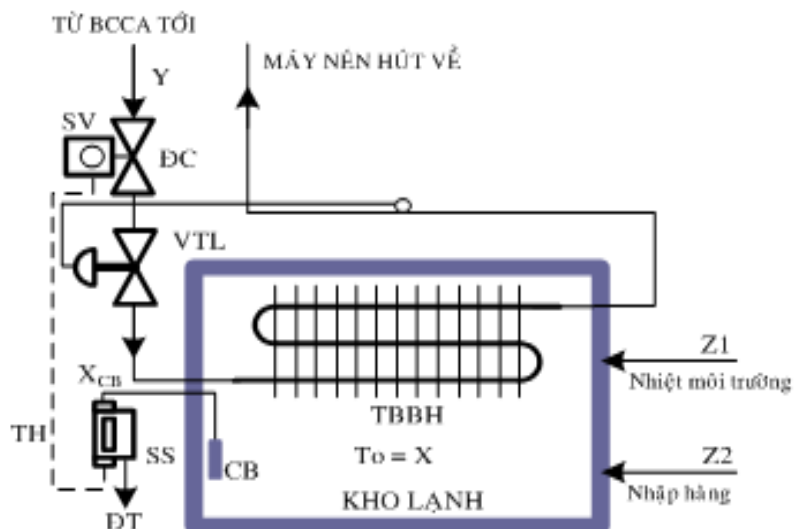 TỪ BCCA TỚI
MÁY NÉN HÚT VỀ
Y
SV
ĐC
VTL
Z1
Nhiệt môi trường
X_CB
TBBH
TH
SS
CB
To = X
Z2
Nhập hàng
KHO LẠNH
ĐT